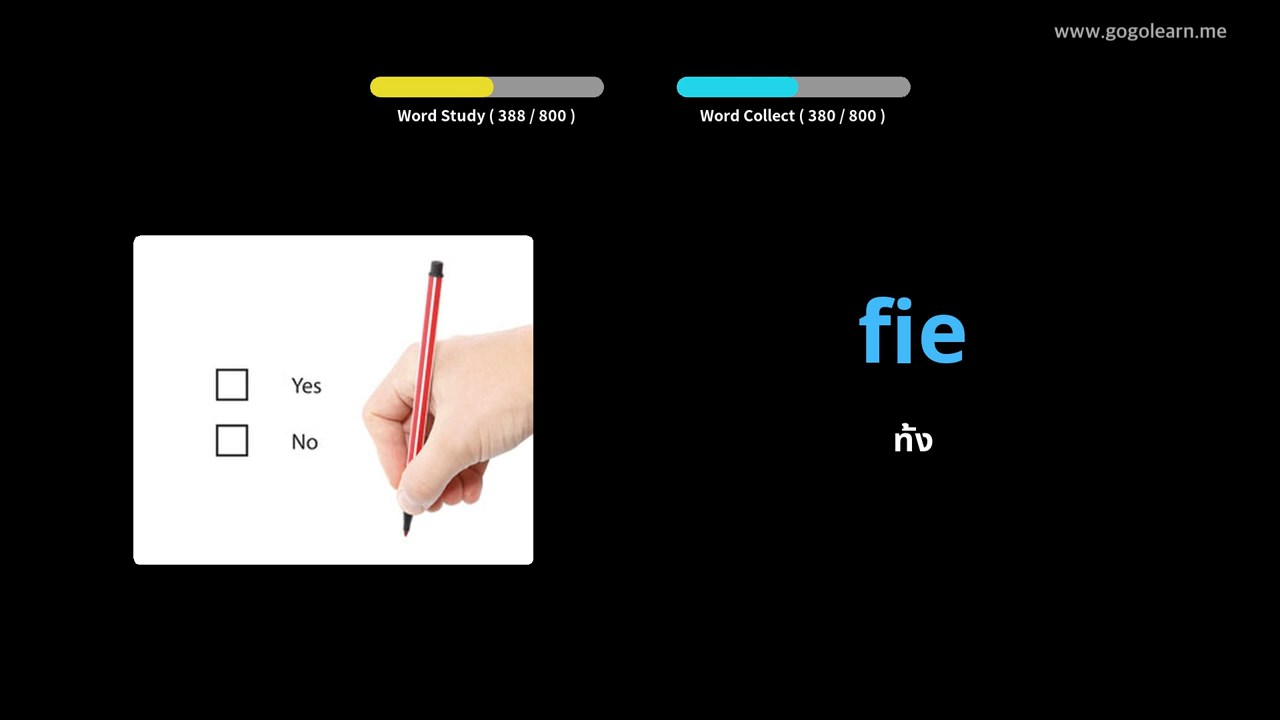 www.gogolearn.me
Word Study ( 388 / 800 )
Word Collect ( 380 / 800 )
Yes
No
fie
ทัง